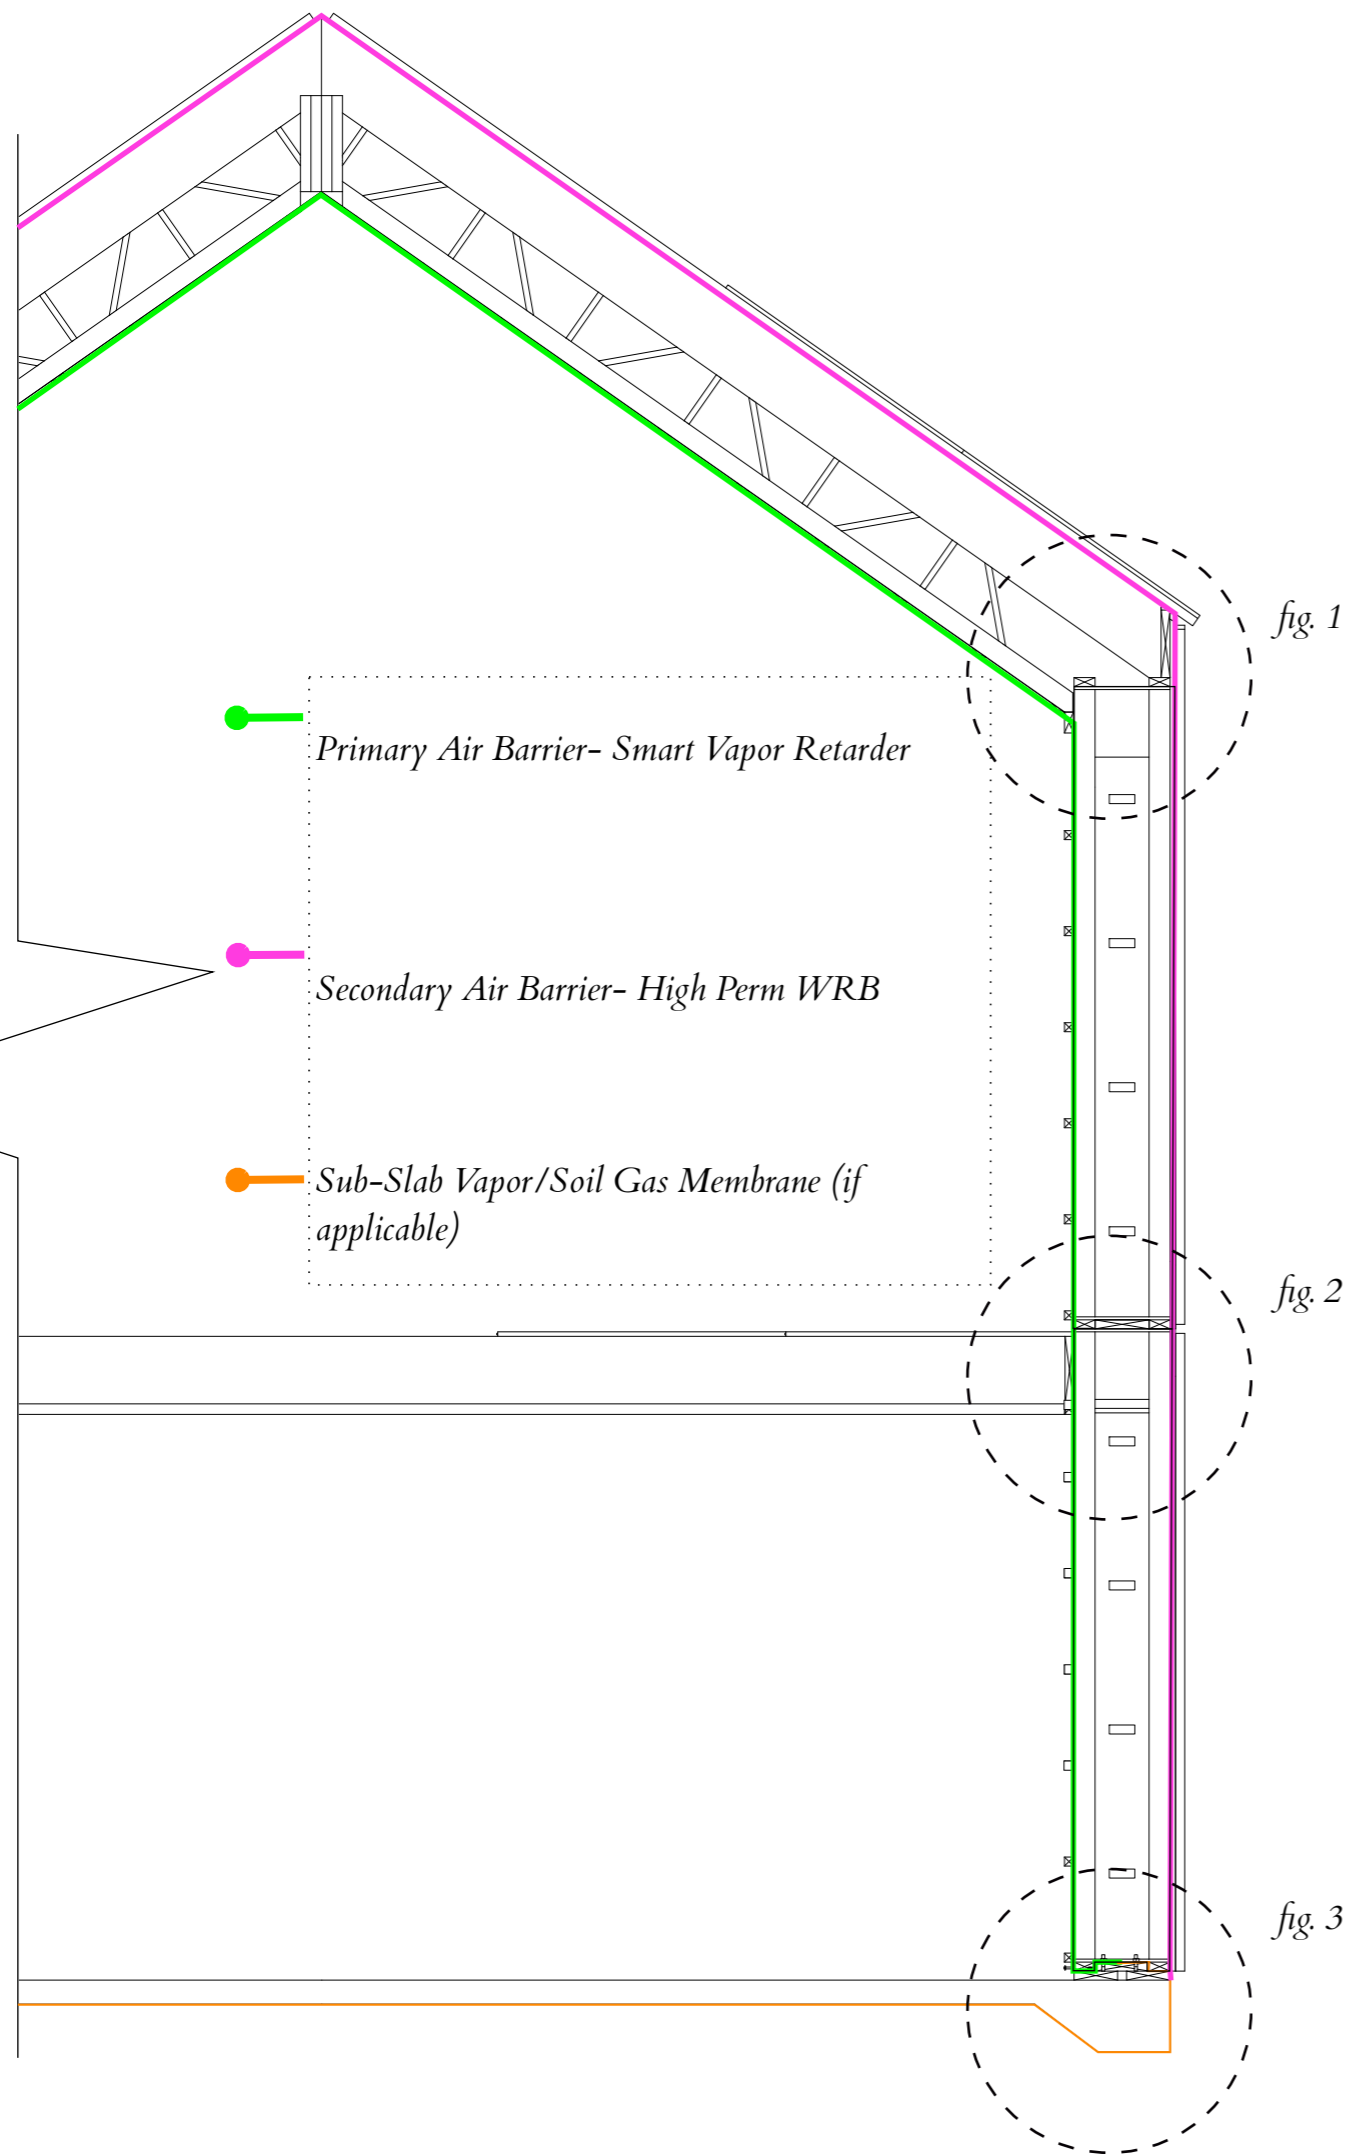 fig. 1
Primary Air Barrier- Smart Vapor Retarder
Secondary Air Barrier- High Perm WRB
Sub-Slab Vapor/Soil Gas Membrane (if
applicable)
fig. 2
fig. 3